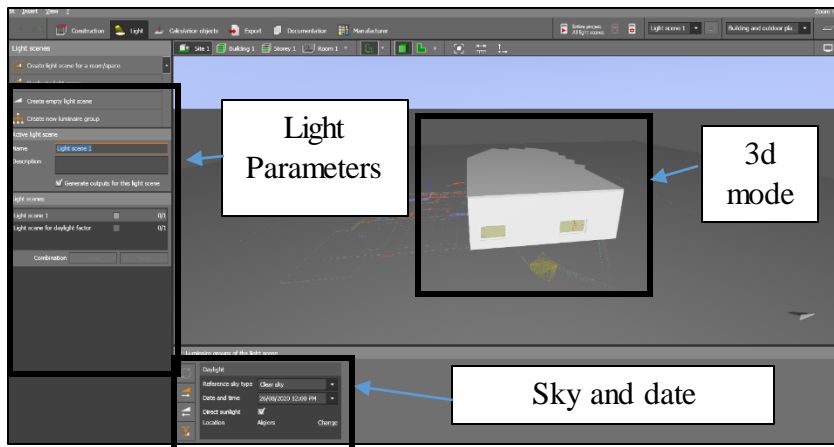 Insert View
Zoom
Construction Light Calculation objects Export Documentation Manufacturer
Entire project
All light scenes
Light scene 1
Building and outdoor pla...
Light scenes
Site 1 Building 1 Storey 1 Room 1
Create light scene for a room/space
Create empty light scene
Create new luminaire group
Active light scene
Name Light scene 1
Description
Generate outputs for this light scene
Light scenes
Light scene 1 0/1
Light scene for daylight factor 0/1
Combination
Light
Parameters
3d
mode
Luminaire groups of the light scene
Daylight
Reference sky type Clear sky
Date and time 26/08/2020 12:00 PM
Direct sunlight
Location Algiers Change
Sky and date